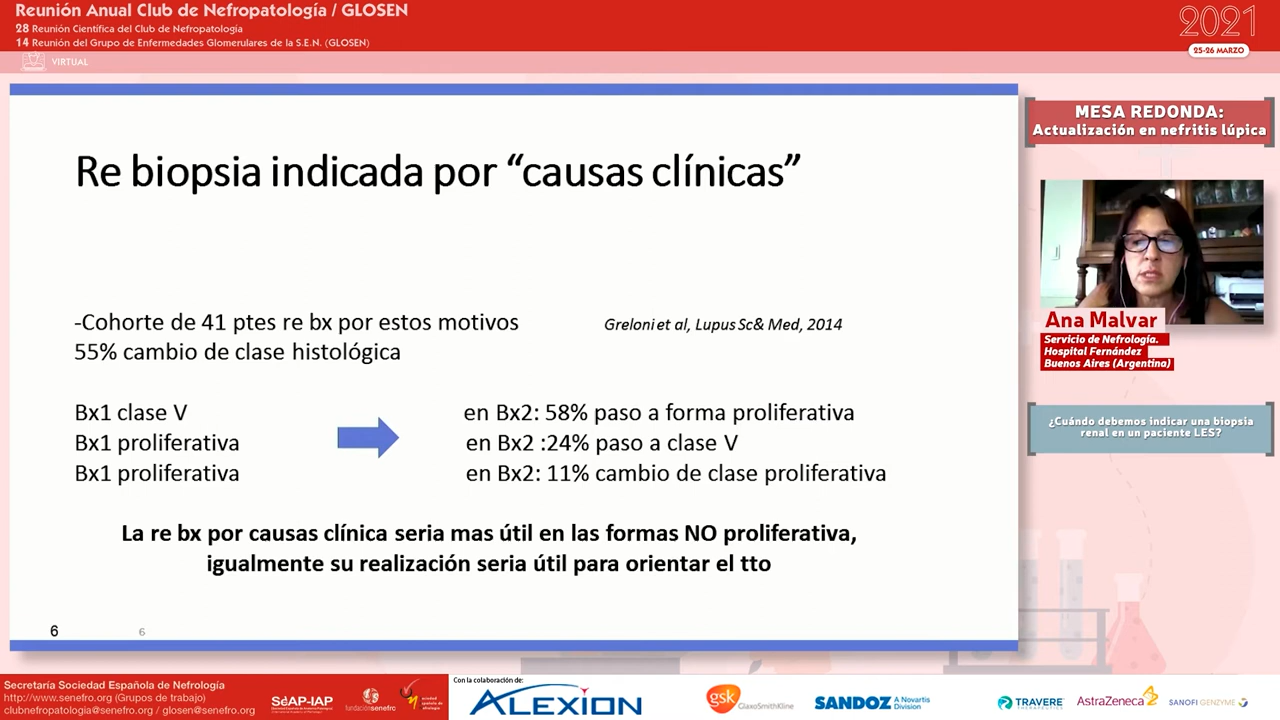 Reunión Anual Club de Nefropatología / GLOSEN
28 Reunión Científica del Club de Nefropatología
14 Reunión del Grupo de Enfermedades Glomerulares de la S.E.N. (GLOSEN)
VIRTUAL
2021
25-26 MARZO
Re biopsia indicada por “causas clínicas”
-Cohorte de 41 ptes re bx por estos motivos
Greloni et al, Lupus Sc& Med, 2014
55% cambio de clase histológica
Bx1 clase V
en Bx2: 58% paso a forma proliferativa
Bx1 proliferativa
en Bx2 :24% paso a clase V
Bx1 proliferativa
en Bx2: 11% cambio de clase proliferativa
La re bx por causas clínica seria mas útil en las formas NO proliferativa,
igualmente su realización seria útil para orientar el tto
6
6
MESA REDONDA:
Actualización en nefritis lúpica
Ana Malvar
Servicio de Nefrología.
Hospital Fernández
Buenos Aires (Argentina)
¿Cuándo debemos indicar una biopsia
renal en un paciente LES?
Secretaría Sociedad Española de Nefrología
http://www.senefro.org (Grupos de trabajo)
clubnefropatologia@senefro.org / glosen@senefro.org
SEAP-IAP
fundación senefro
Con la colaboración de:
ALEXION
gsk
GlaxoSmithKline
SANDOZ
A Novartis
Division
TRAVERE
THERAPEUTICS
AstraZeneca
SANOFI GENZYME